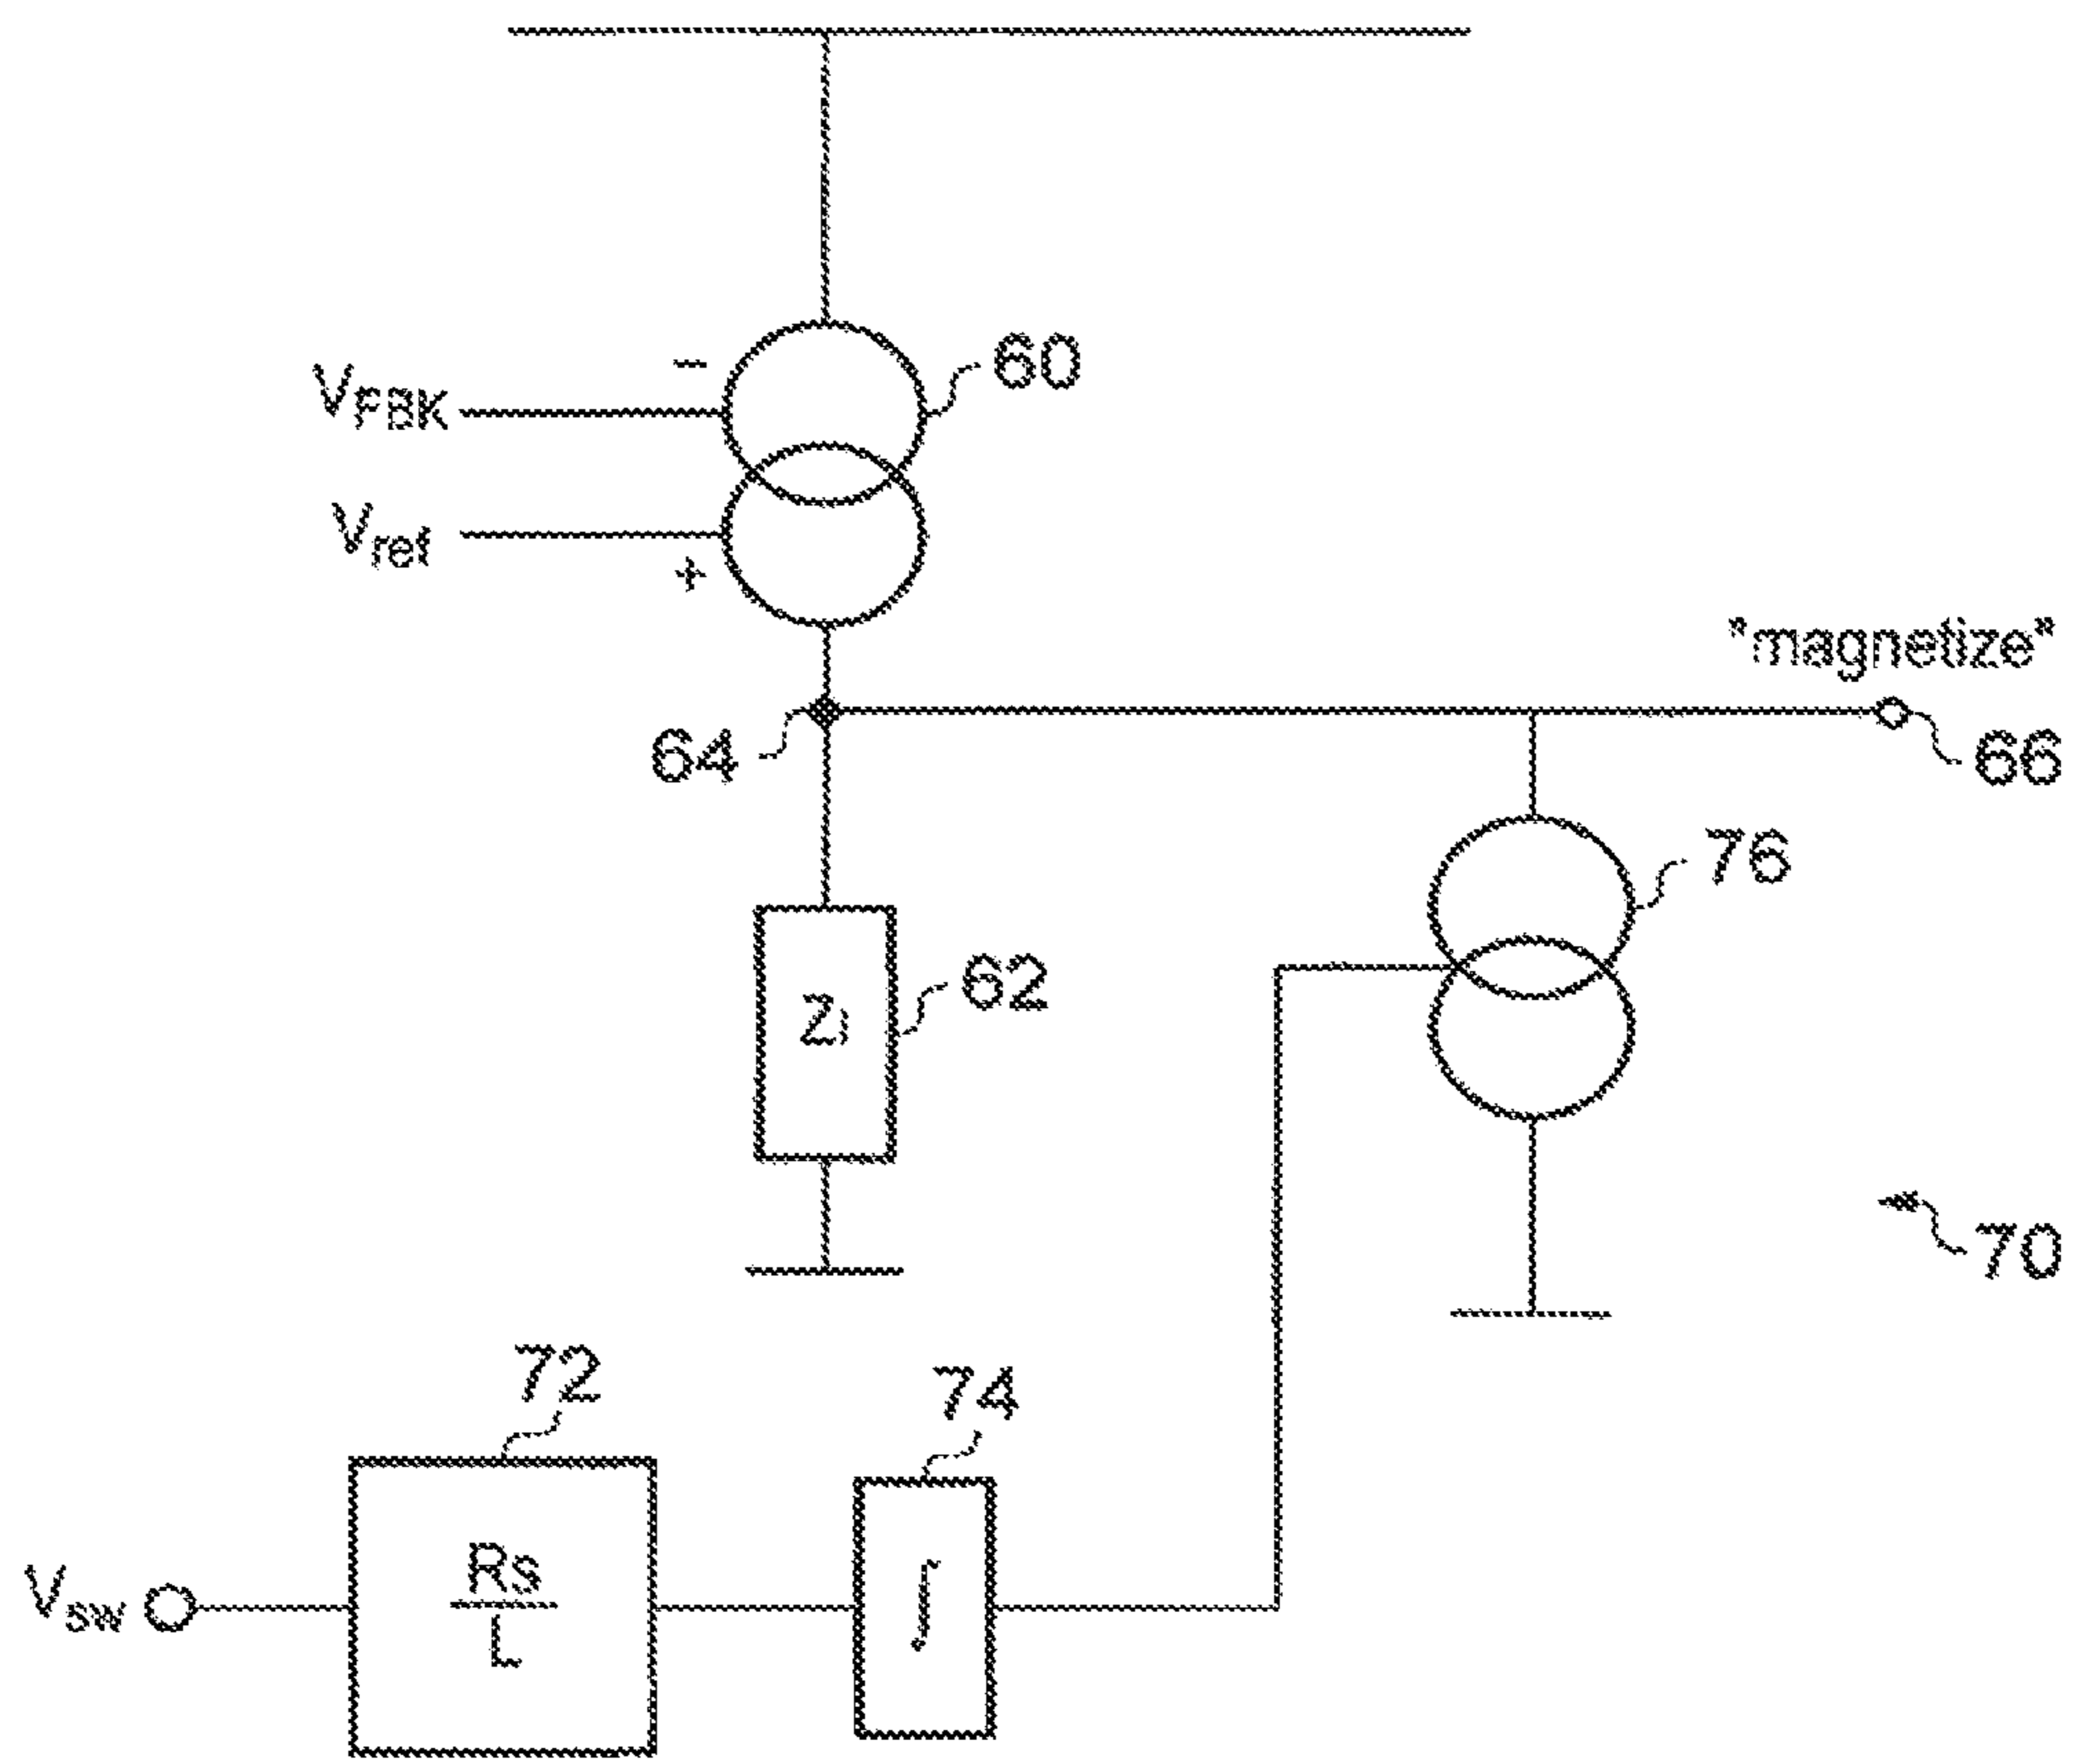 −
60
VFBK
Vref
+
"magnetize"
64
66
76
62
Zi
70
72
74
Rs
L
∫
Vsw